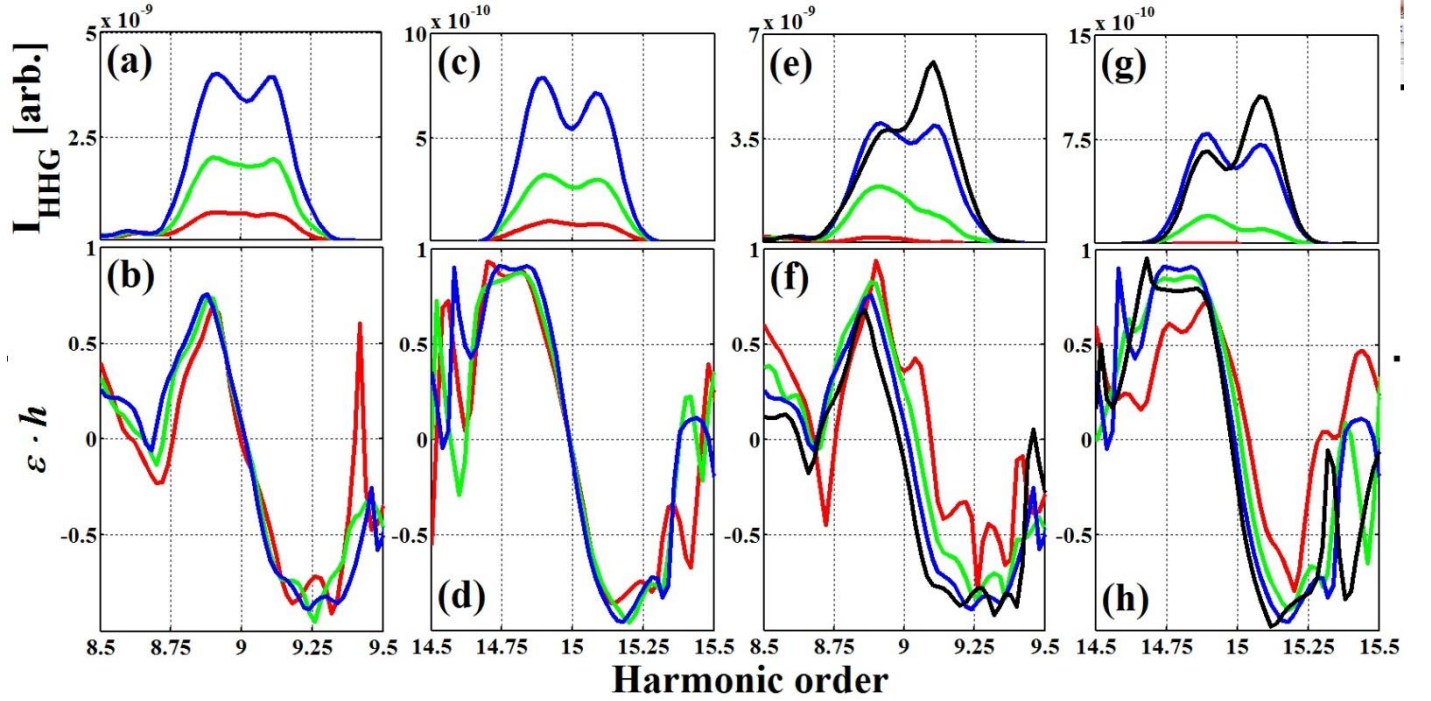 x 10⁻⁹ x 10⁻¹⁰ x 10⁻⁹ x 10⁻¹⁰
5 10 7 15
(a) (c) (e) (g)
I_HHG [arb.]
2.5 5 3.5 7.5
1 1 1 1
(b) (d) (f) (h)
0.5 0.5 0.5 0.5
ε · h
0 0 0 0
-0.5 -0.5 -0.5 -0.5
8.5 8.75 9 9.25 9.5 14.5 14.75 15 15.25 15.5 8.5 8.75 9 9.25 9.5 14.5 14.75 15 15.25 15.5
Harmonic order